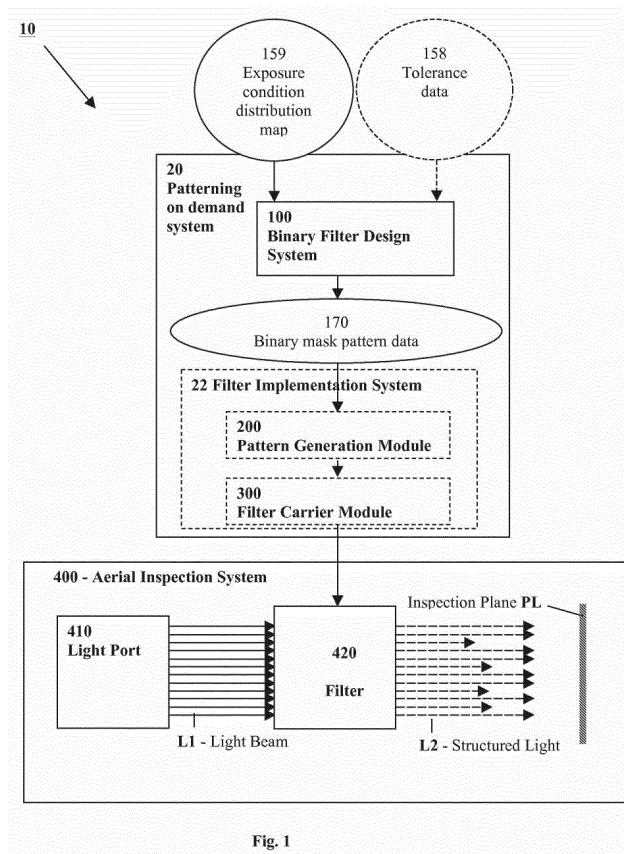 10
159
Exposure
condition
distribution
map
158
Tolerance
data
20
Patterning
on demand
system
100
Binary Filter Design
System
170
Binary mask pattern data
22 Filter Implementation System
200
Pattern Generation Module
300
Filter Carrier Module
400 - Aerial Inspection System
Inspection Plane PL
410
Light Port
420
Filter
L1 - Light Beam
L2 - Structured Light
Fig. 1